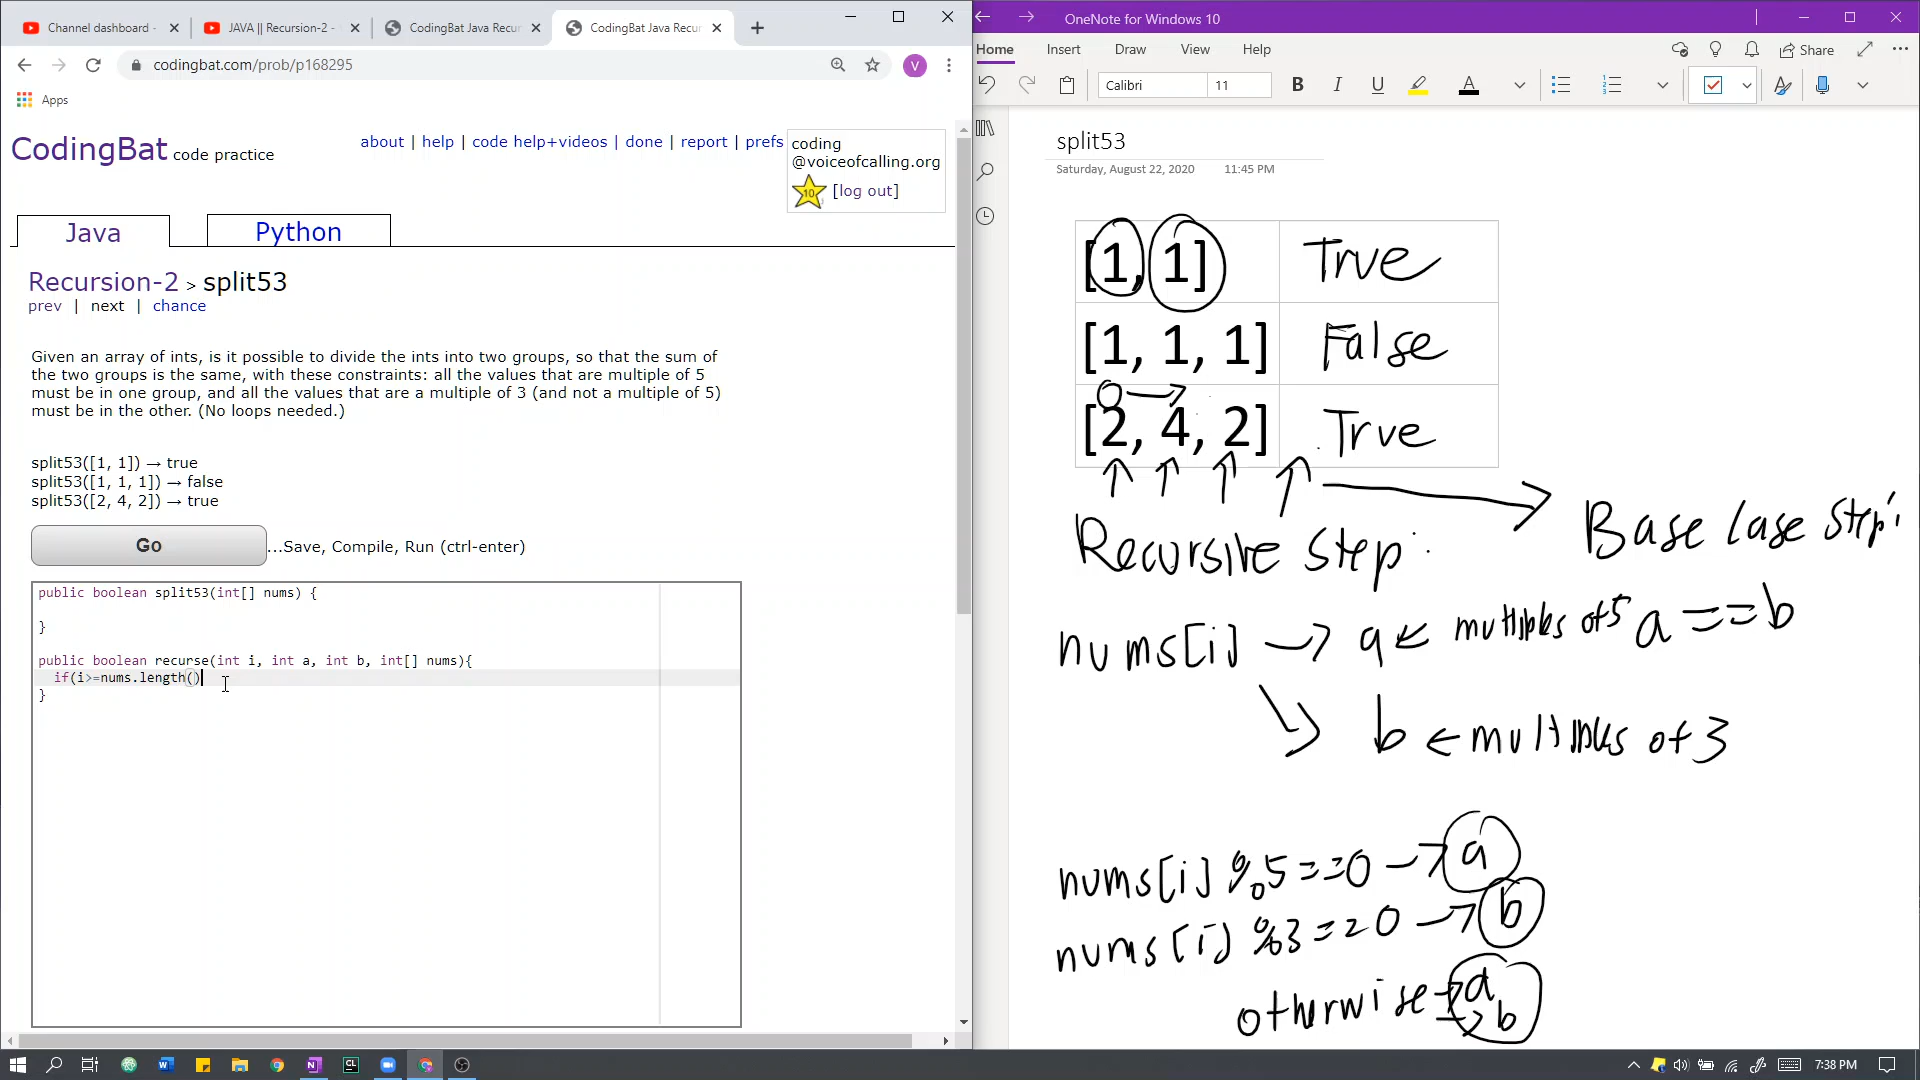 Channel dashboard -
JAVA || Recursion-2 -
CodingBat Java Recur
CodingBat Java Recur
codingbat.com/prob/p168295
V
Apps
CodingBat code practice
about | help | code help+videos | done | report | prefs
coding
@voiceofcalling.org
10
[log out]
Java
Python
Recursion-2 > split53
prev | next | chance
Given an array of ints, is it possible to divide the ints into two groups, so that the sum of
the two groups is the same, with these constraints: all the values that are multiple of 5
must be in one group, and all the values that are a multiple of 3 (and not a multiple of 5)
must be in the other. (No loops needed.)
split53([1, 1]) → true
split53([1, 1, 1]) → false
split53([2, 4, 2]) → true
Go
...Save, Compile, Run (ctrl-enter)
public boolean split53(int[] nums) {
}
public boolean recurse(int i, int a, int b, int[] nums){
if(i>=nums.length()
}
OneNote for Windows 10
Home Insert Draw View Help
Share
Calibri 11 B I U A
split53
Saturday, August 22, 2020 11:45 PM
[1, 1] True
[1, 1, 1] False
[2, 4, 2] True
Recursive step:
Base Case Step:
nums[i] → a ← multiples of 5
a == b
b ← multiples of 3
nums[i] %5==0 → a
nums[i] %3==0 → b
otherwise → a
→ b
7:38 PM